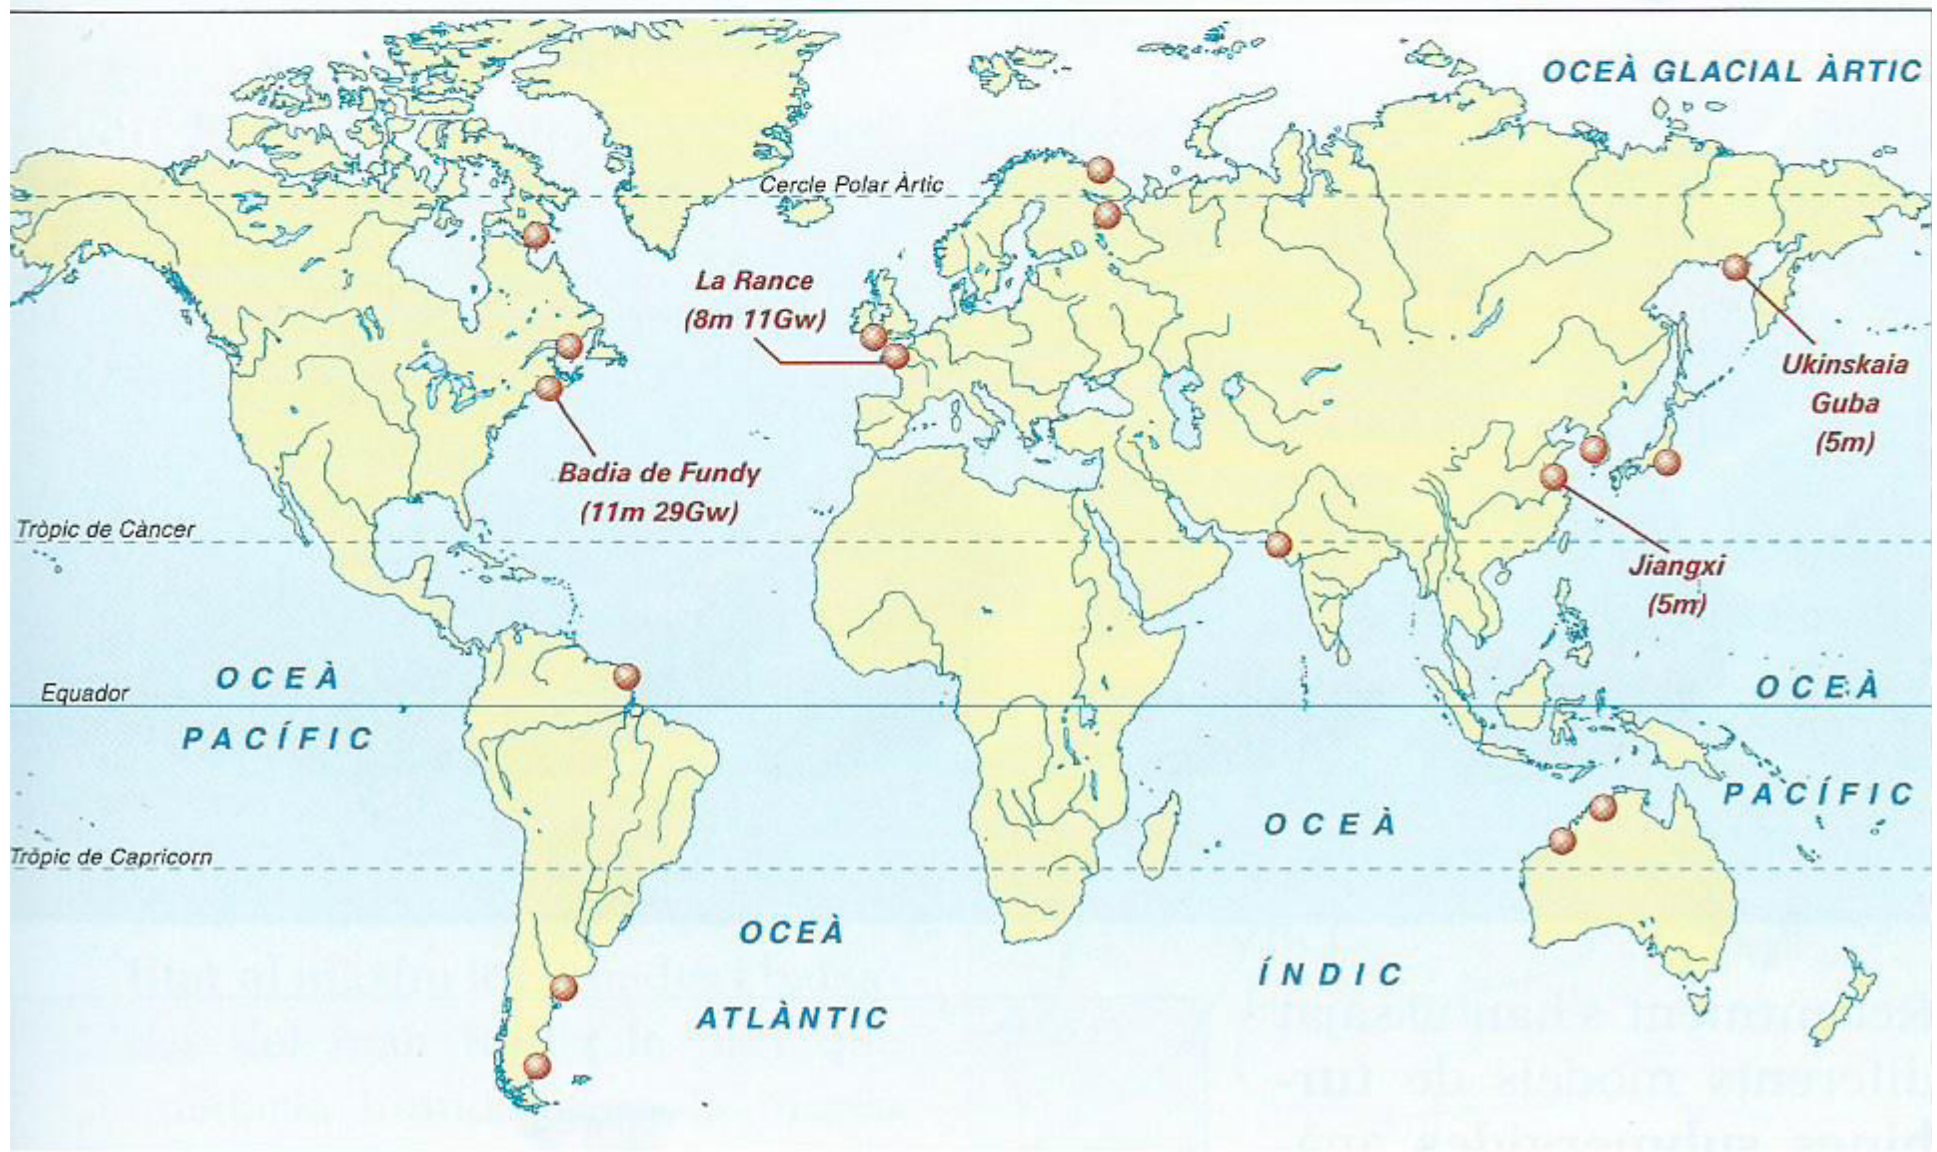 OCEÀ GLACIAL ÀRTIC
Cercle Polar Àrtic
La Rance
(8m 11Gw)
Ukinskaia
Guba
(5m)
Badia de Fundy
(11m 29Gw)
Tròpic de Càncer
Jiangxi
(5m)
OCEÀ
PACÍFIC
Equador
OCEÀ
PACÍFIC
OCEÀ
ÍNDIC
Tròpic de Capricorn
OCEÀ
ATLÀNTIC